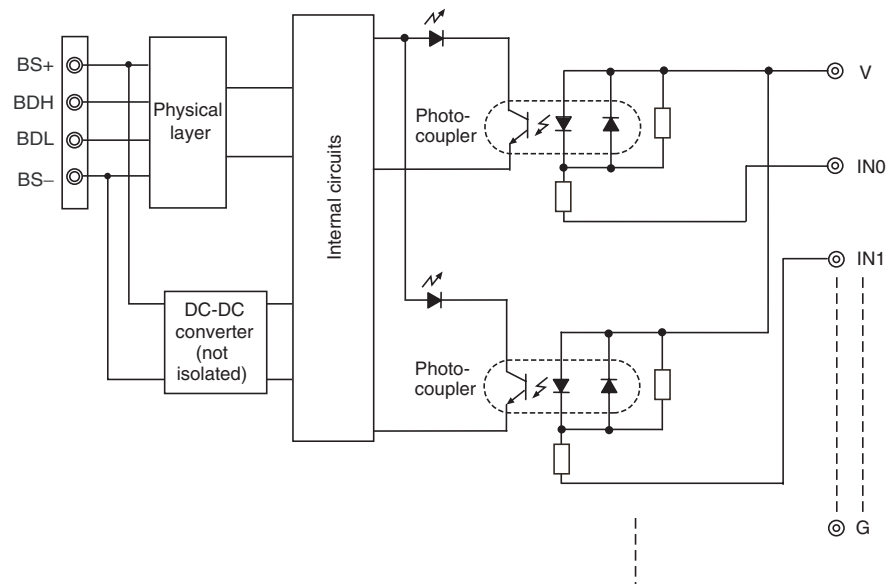 BS+
BDH
BDL
BS−
Physical
layer
DC-DC
converter
(not
isolated)
Internal circuits
Photo-
coupler
Photo-
coupler
V
IN0
IN1
G